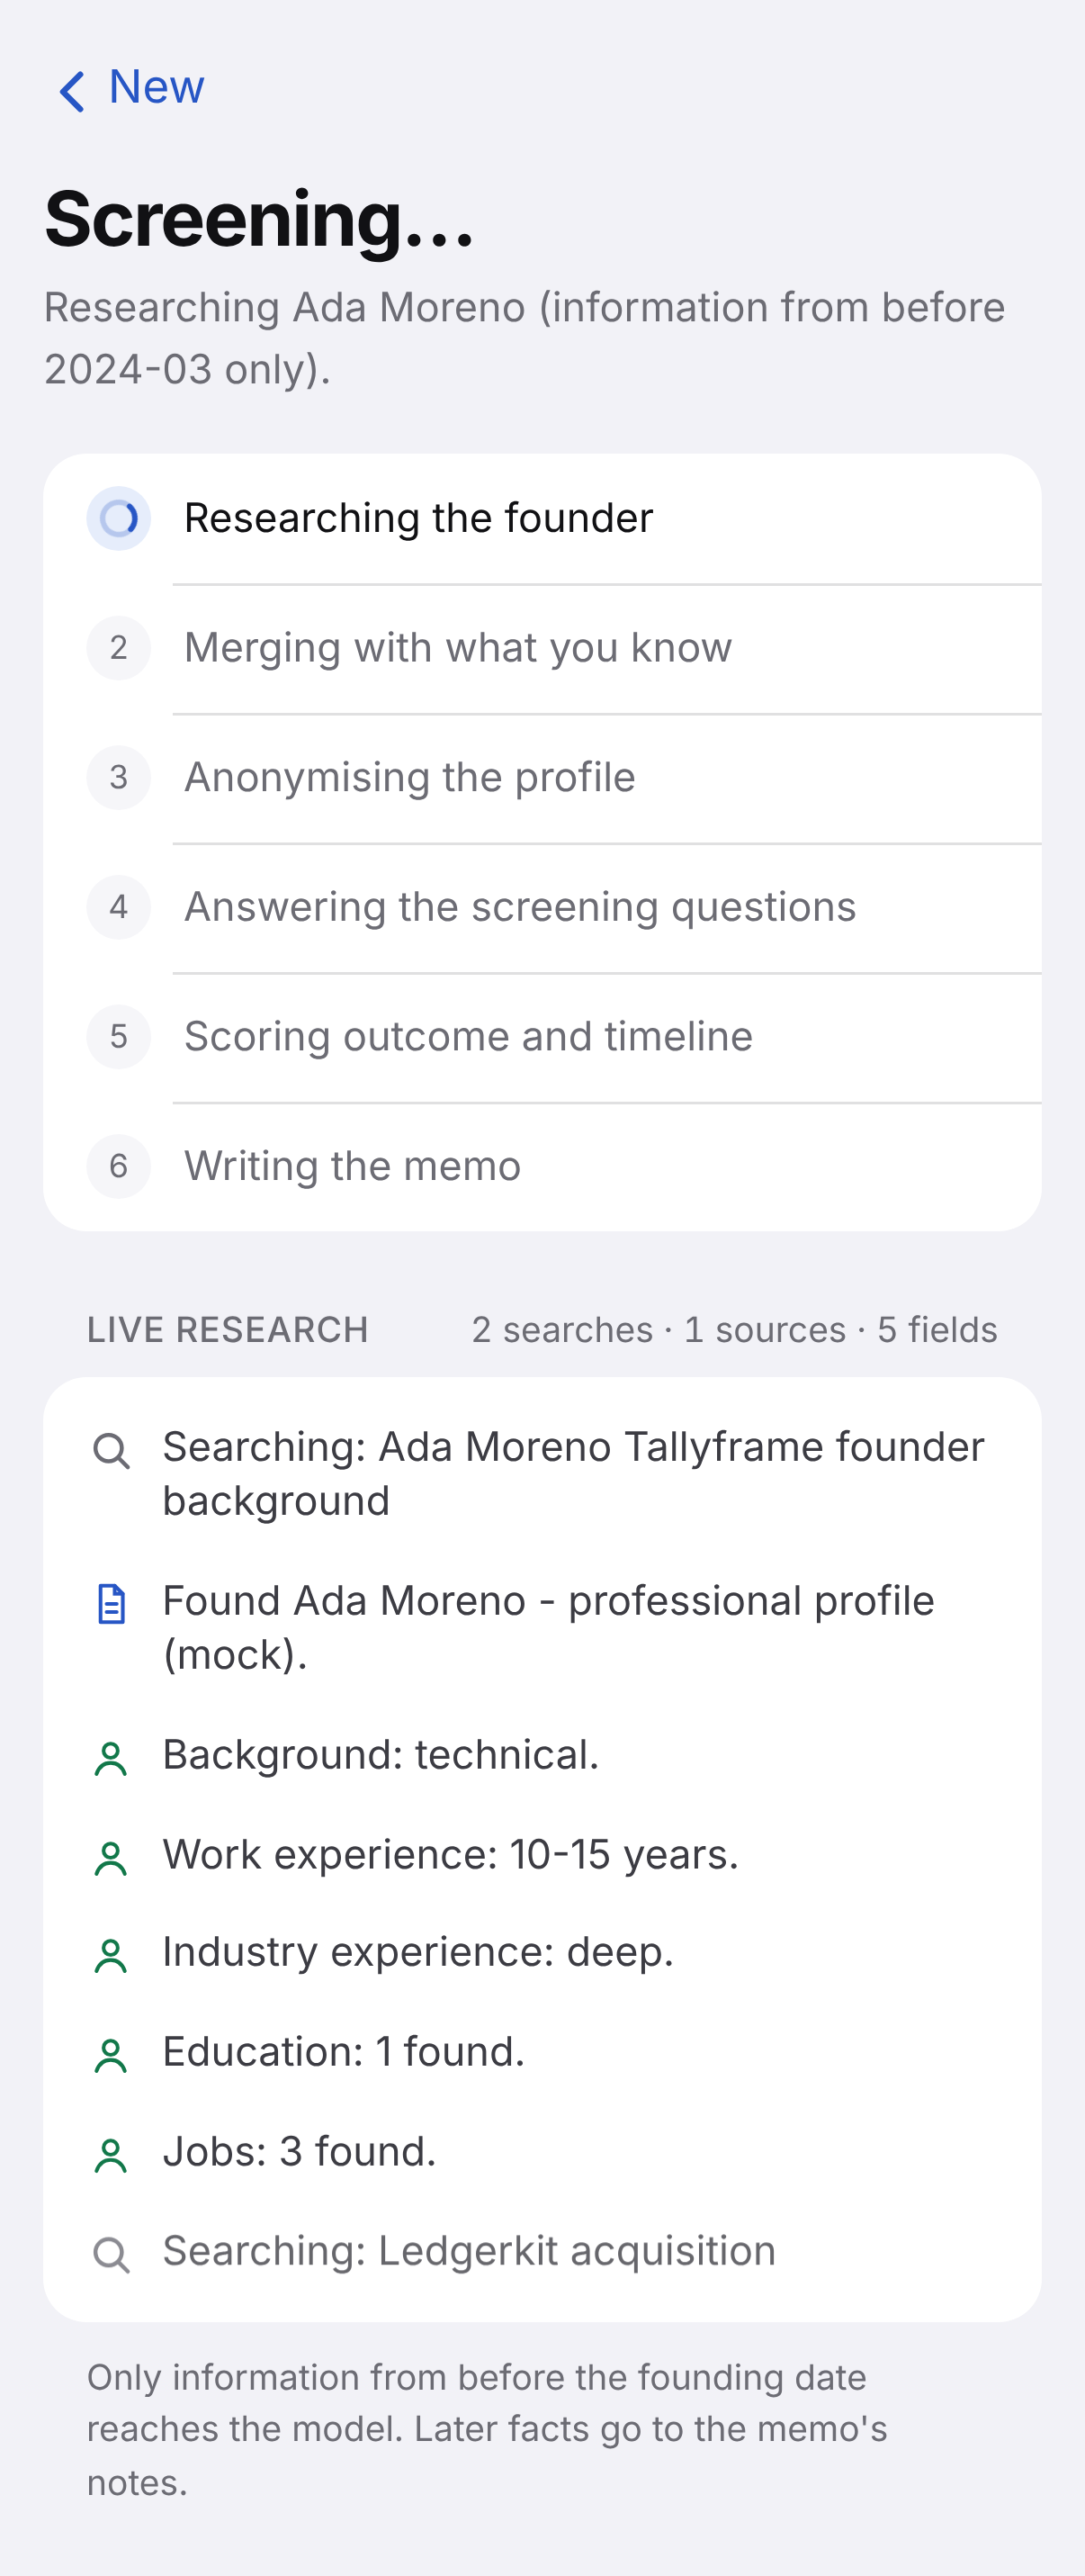 New
Screening...
Researching Ada Moreno (information from before
2024-03 only).
Researching the founder
2 Merging with what you know
3 Anonymising the profile
4 Answering the screening questions
5 Scoring outcome and timeline
6 Writing the memo
LIVE RESEARCH 2 searches · 1 sources · 5 fields
Searching: Ada Moreno Tallyframe founder
background
Found Ada Moreno - professional profile
(mock).
Background: technical.
Work experience: 10-15 years.
Industry experience: deep.
Education: 1 found.
Jobs: 3 found.
Searching: Ledgerkit acquisition
Only information from before the founding date
reaches the model. Later facts go to the memo's
notes.